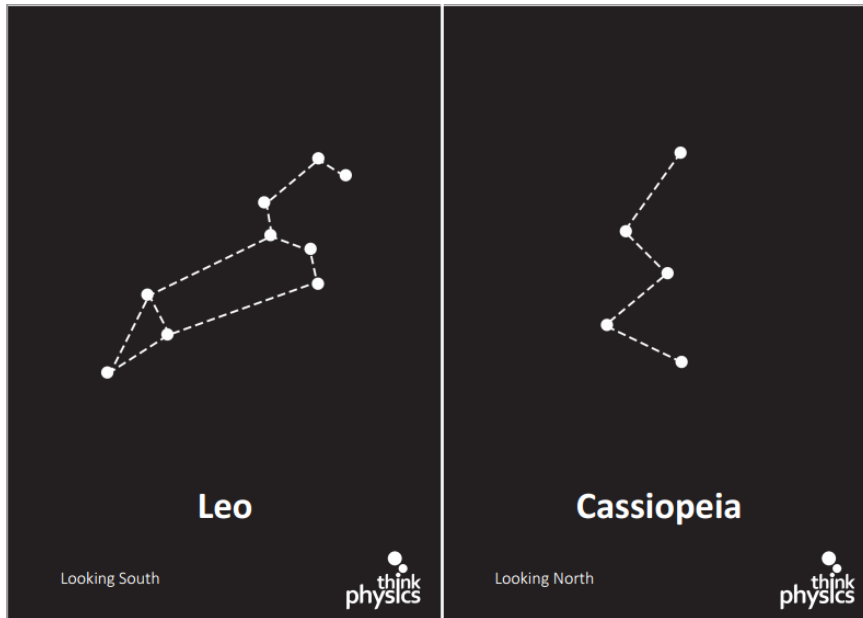 Leo
Looking South
think
physics
Cassiopeia
Looking North
think
physics